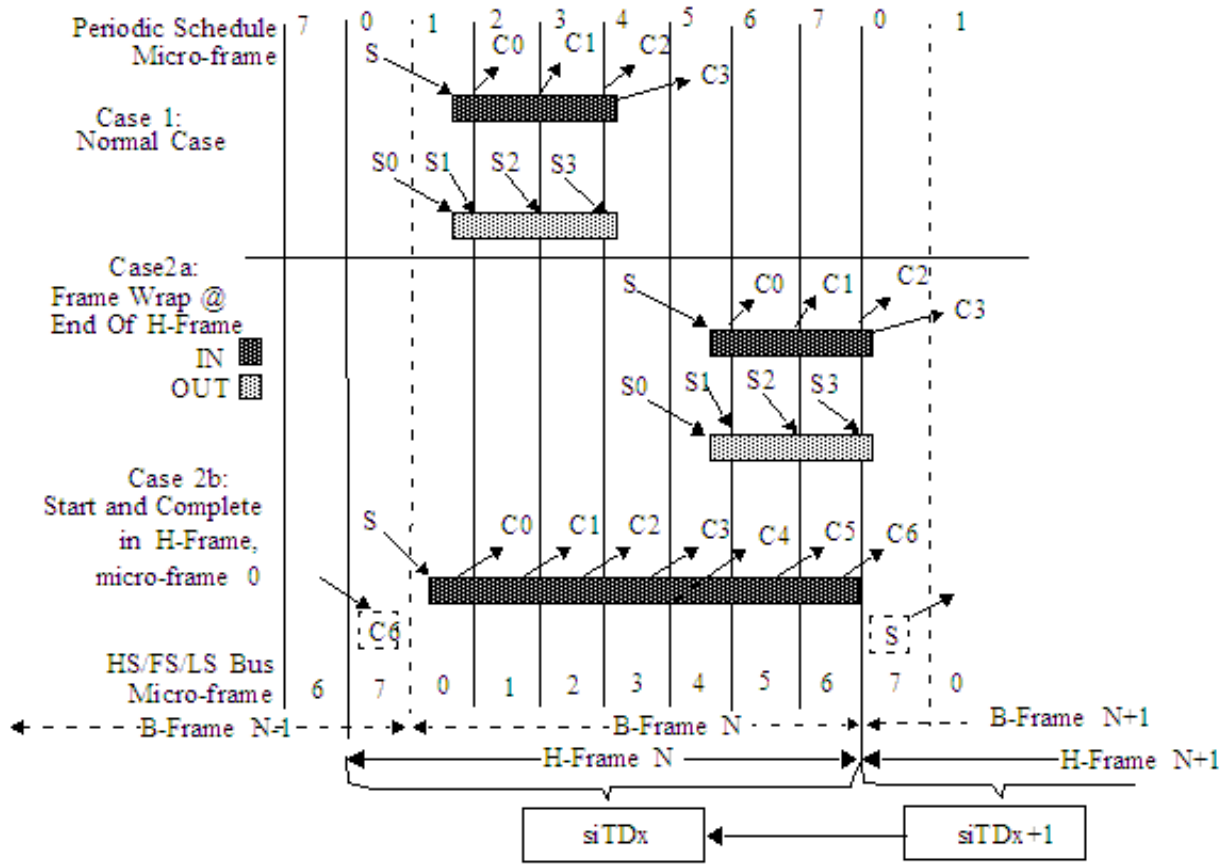 Periodic Schedule
Micro-frame
7 0 1 2 3 4 5 6 7 0 1
S C0 C1 C2 C3
Case 1:
Normal Case
S0 S1 S2 S3
Case2a:
Frame Wrap @
End Of H-Frame
S C0 C1 C2 C3
IN
OUT
S0 S1 S2 S3
Case 2b:
Start and Complete
in H-Frame,
micro-frame 0
S C0 C1 C2 C3 C4 C5 C6
C6 S
HS/FS/LS Bus
Micro-frame
6 7 0 1 2 3 4 5 6 7 0
B-Frame N-1 B-Frame N B-Frame N+1
H-Frame N H-Frame N+1
siTDx siTDx+1